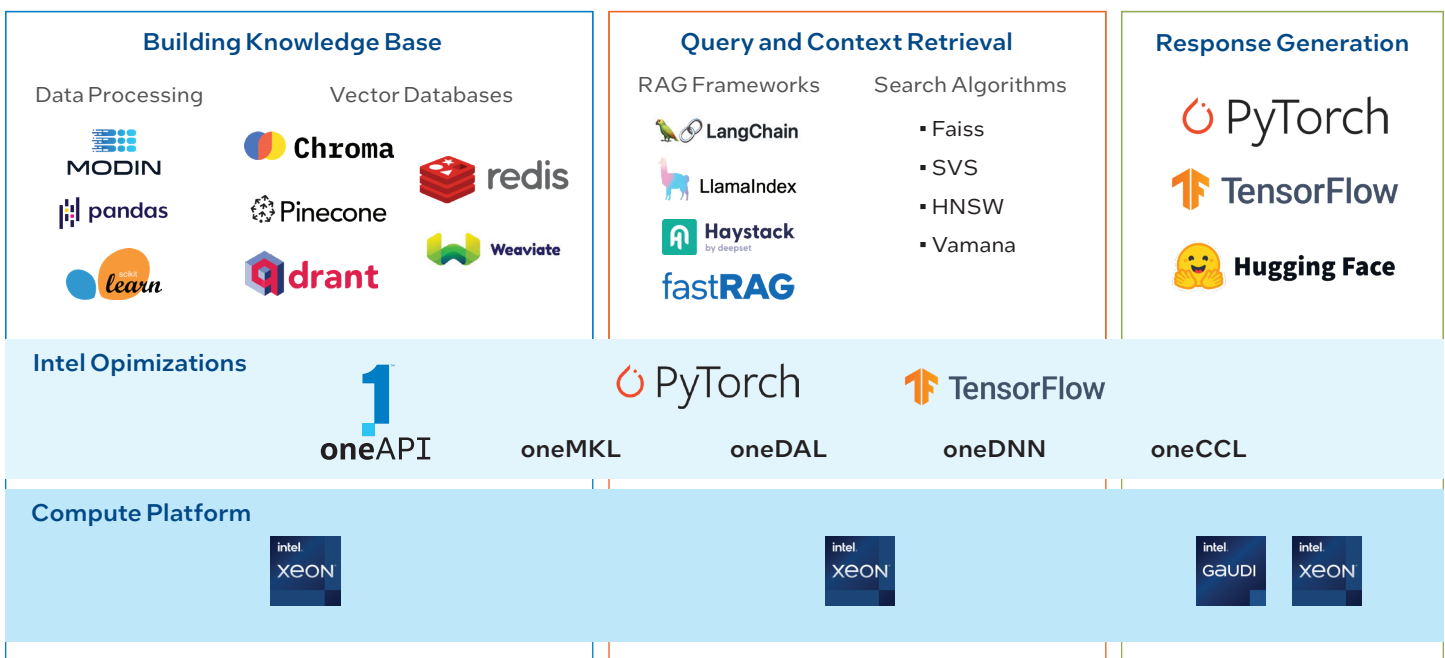 Building Knowledge Base
Data Processing
Vector Databases
MODIN
pandas
scikit
learn
Chroma
Pinecone
qdrant
redis
Weaviate
Query and Context Retrieval
RAG Frameworks
Search Algorithms
LangChain
LlamaIndex
Haystack
by deepset
fastRAG
▪ Faiss
▪ SVS
▪ HNSW
▪ Vamana
Response Generation
PyTorch
TensorFlow
Hugging Face
Intel Opimizations
1™
oneAPI
PyTorch
TensorFlow
oneMKL
oneDAL
oneDNN
oneCCL
Compute Platform
intel.
xeon
intel.
xeon
intel.
GAUDI
intel.
xeon